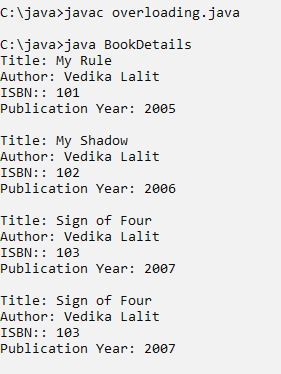 C:\java>javac overloading.java
C:\java>java BookDetails
Title: My Rule
Author: Vedika Lalit
ISBN:: 101
Publication Year: 2005
Title: My Shadow
Author: Vedika Lalit
ISBN:: 102
Publication Year: 2006
Title: Sign of Four
Author: Vedika Lalit
ISBN:: 103
Publication Year: 2007
Title: Sign of Four
Author: Vedika Lalit
ISBN:: 103
Publication Year: 2007